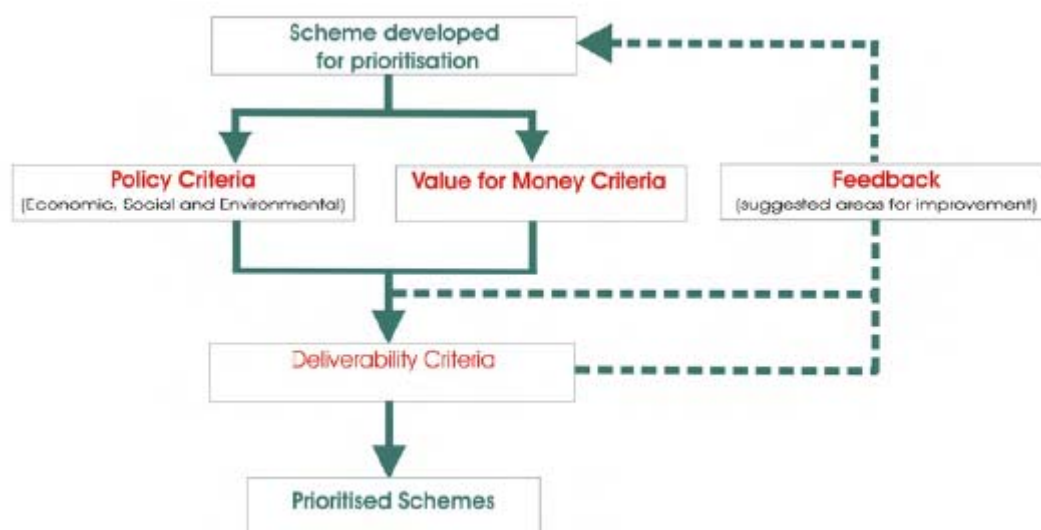 Scheme developed
for prioritisation
Policy Criteria
(Economic, Social and Environmental)
Value for Money Criteria
Feedback
(suggested areas for improvement)
Deliverability Criteria
Prioritised Schemes